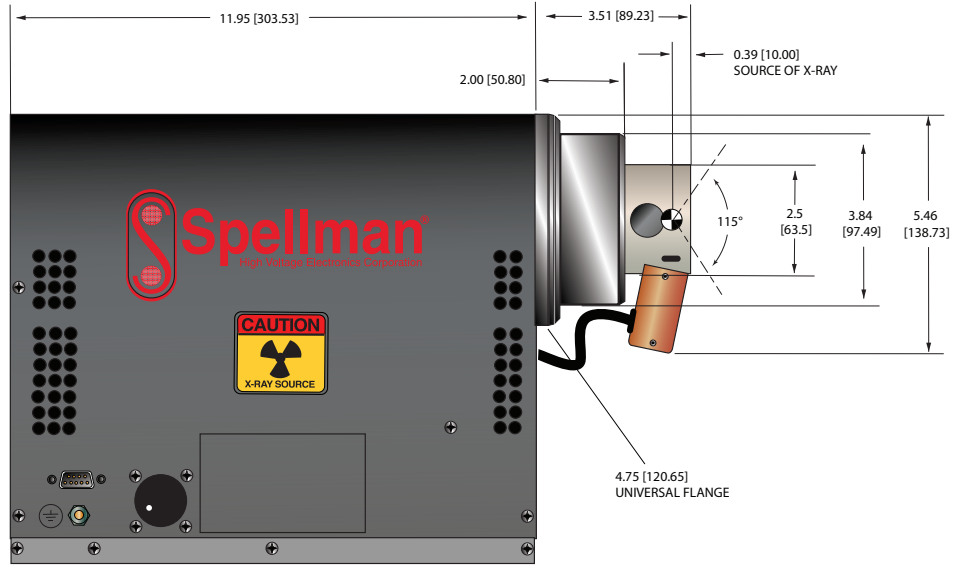 11.95 [303.53]
3.51 [89.23]
0.39 [10.00]
SOURCE OF X-RAY
2.00 [50.80]
Spellman
High Voltage Electronics Corporation
115°
2.5
[63.5]
3.84
[97.49]
5.46
[138.73]
CAUTION
X-RAY SOURCE
4.75 [120.65]
UNIVERSAL FLANGE